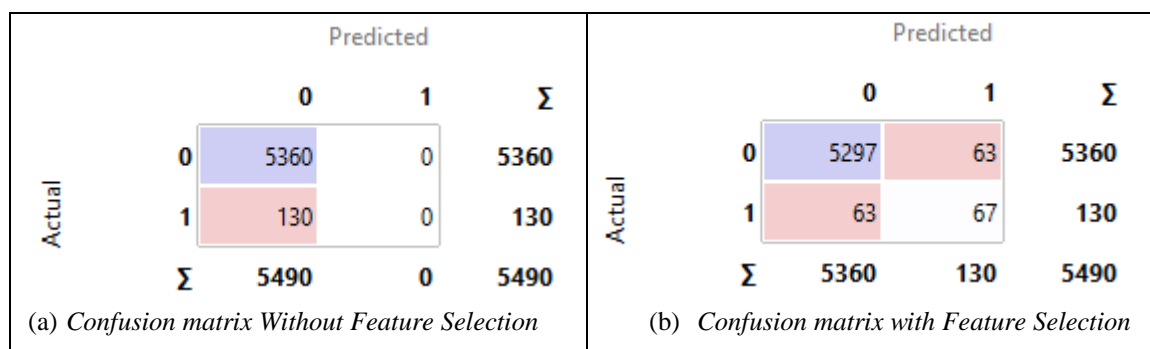 Predicted
0 1 Σ
Actual
0 5360 0 5360
1 130 0 130
Σ 5490 0 5490
(a) Confusion matrix Without Feature Selection
Predicted
0 1 Σ
Actual
0 5297 63 5360
1 63 67 130
Σ 5360 130 5490
(b) Confusion matrix with Feature Selection